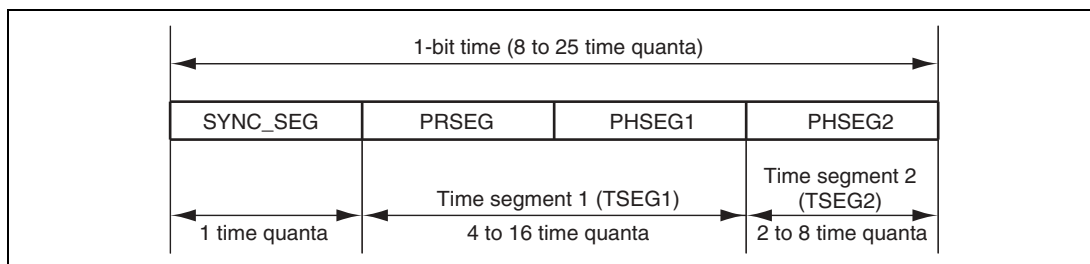 1-bit time (8 to 25 time quanta)
SYNC_SEG PRSEG PHSEG1 PHSEG2
Time segment 1 (TSEG1)
Time segment 2
(TSEG2)
1 time quanta 4 to 16 time quanta 2 to 8 time quanta